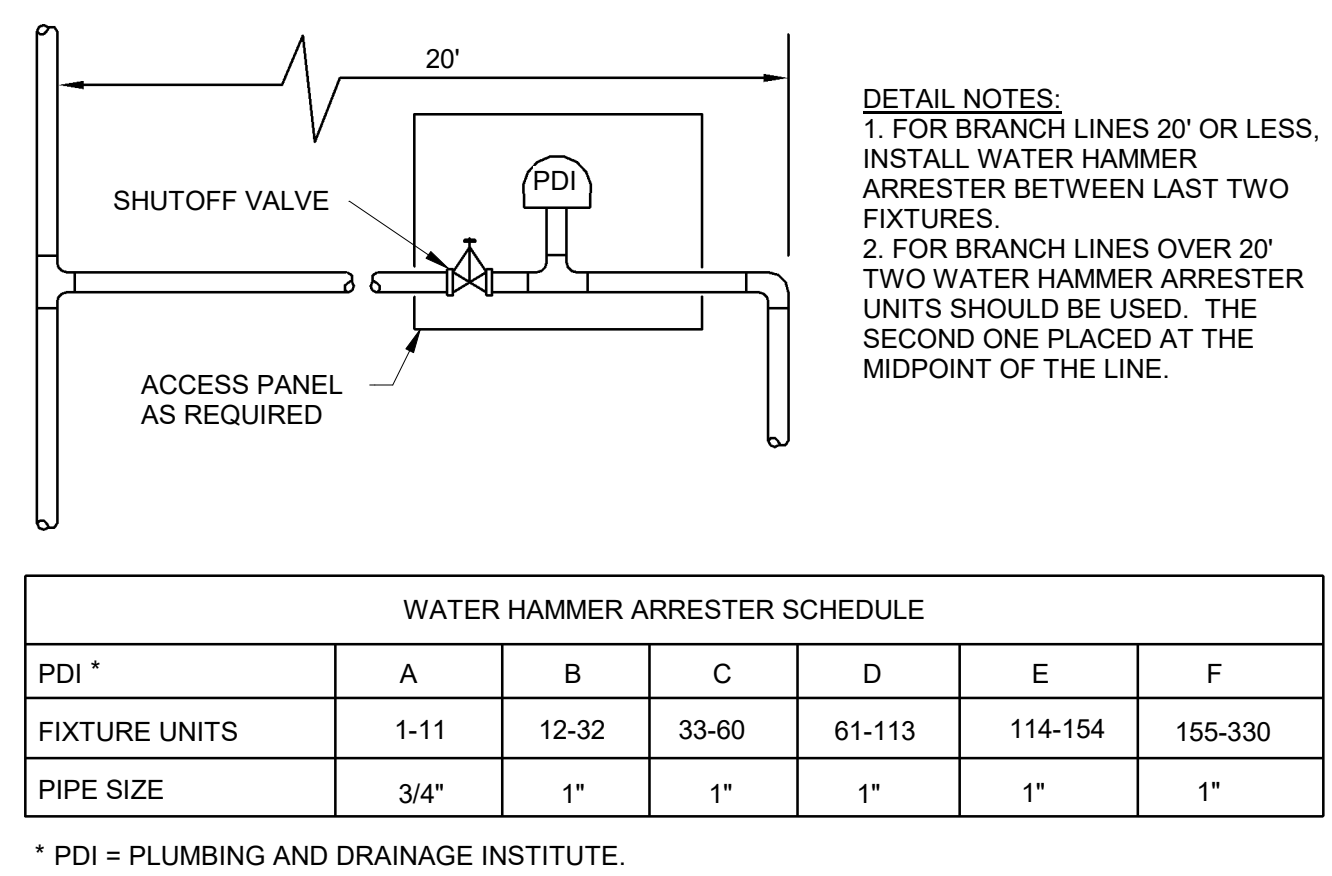 20'
DETAIL NOTES:
1. FOR BRANCH LINES 20' OR LESS,
INSTALL WATER HAMMER
ARRESTER BETWEEN LAST TWO
FIXTURES.
2. FOR BRANCH LINES OVER 20'
TWO WATER HAMMER ARRESTER
UNITS SHOULD BE USED.  THE
SECOND ONE PLACED AT THE
MIDPOINT OF THE LINE.
PDI
SHUTOFF VALVE
ACCESS PANEL
AS REQUIRED
WATER HAMMER ARRESTER SCHEDULE
PDI * A B C D E F
FIXTURE UNITS 1-11 12-32 33-60 61-113 114-154 155-330
PIPE SIZE 3/4" 1" 1" 1" 1" 1"
* PDI = PLUMBING AND DRAINAGE INSTITUTE.